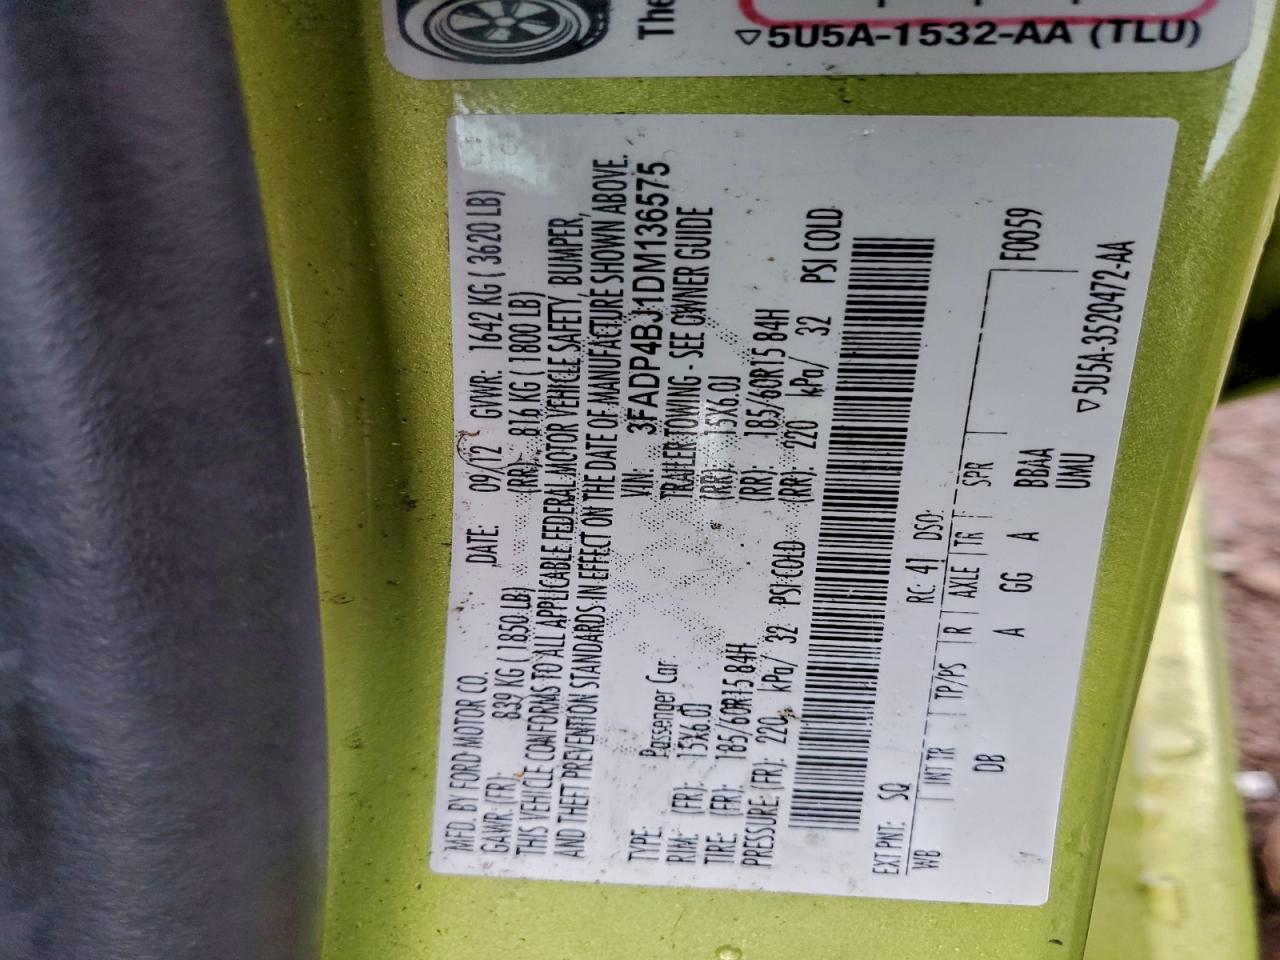 The
▽5U5A-1532-AA (TLU)
MFD. BY FORD MOTOR CO. DATE: 09/12 GVWR: 1642 KG ( 3620 LB)
GAWR: (FR): 839 KG ( 1850 LB) (RR): 816 KG ( 1800 LB)
THIS VEHICLE CONFORMS TO ALL APPLICABLE FEDERAL MOTOR VEHICLE SAFETY, BUMPER,
AND THEFT PREVENTION STANDARDS IN EFFECT ON THE DATE OF MANUFACTURE SHOWN ABOVE.
VIN: 3FADP4BJ1DM136575
TYPE: Passenger Car TRAILER TOWING - SEE OWNER GUIDE
RIM: (FR): 15X6.0J (RR): 15X6.0J
TIRE: (FR): 185/60R15 84H (RR): 185/60R15 84H
PRESSURE: (FR): 220 kPa/ 32 PSI COLD (RR): 220 kPa/ 32 PSI COLD
EXT PNT: SQ RC: 41 DSO: F0059
WB INT TR TP/PS R AXLE TR SPR
DB A GG A BBAA
UMU
▽5U5A-3520472-AA